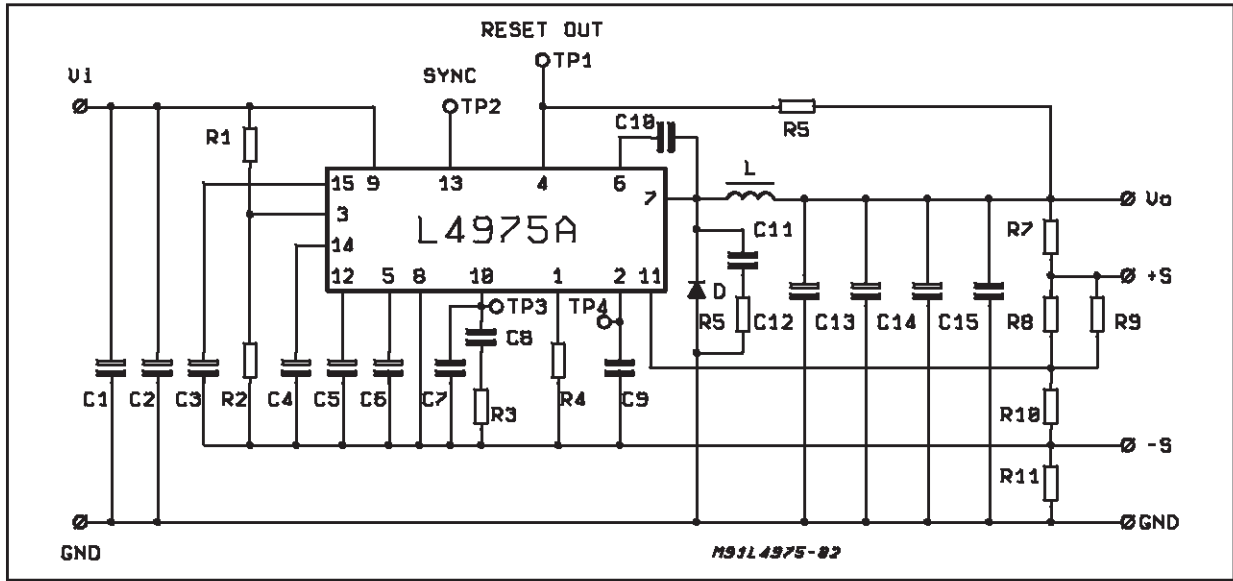 RESET OUT
TP1
Vi
SYNC
TP2
C10
R5
R1
L
15 9 13 4 6
7
Vo
3
L4975A
C11
R7
14
+S
12 5 8 10 1 2 11
TP3
TP4
D
R5
C12
C13
C14
C15
R8
R9
C8
C1
C2
C3
R2
C4
C5
C6
C7
R3
R4
C9
R10
-S
R11
GND
GND
M91L4975-02